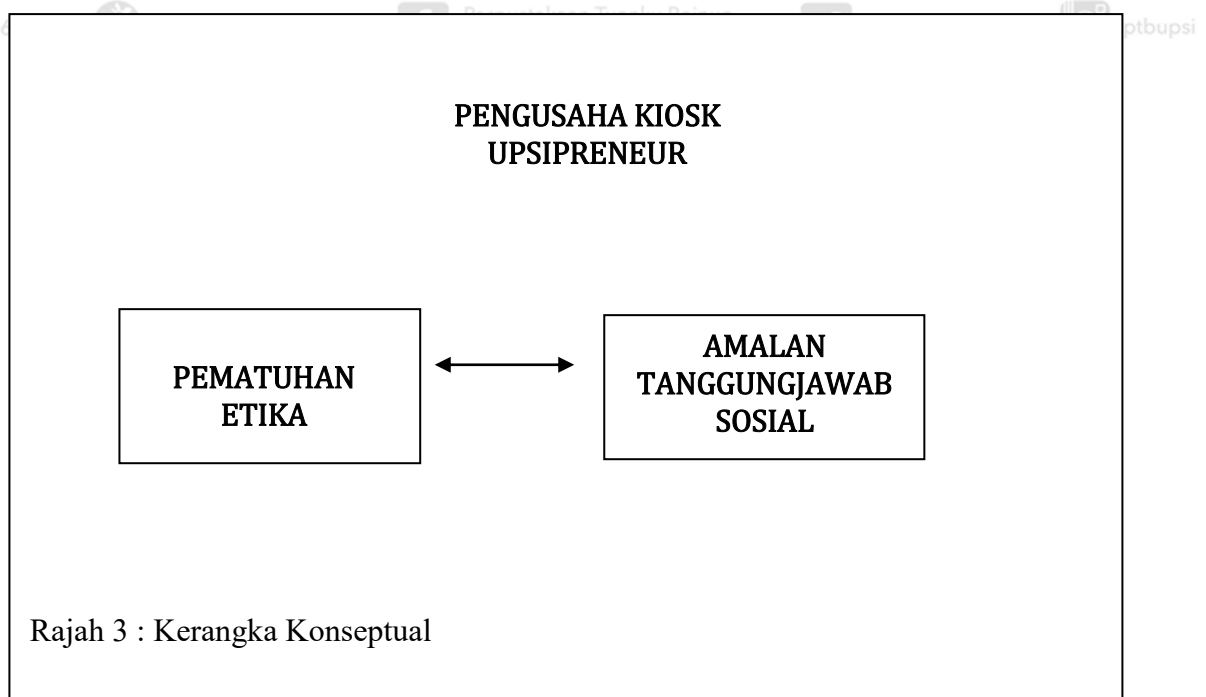 ptbupsi
PENGUSAHA KIOSK
UPSIPRENEUR
PEMATUHAN
ETIKA
AMALAN
TANGGUNGJAWAB
SOSIAL
Rajah 3 : Kerangka Konseptual